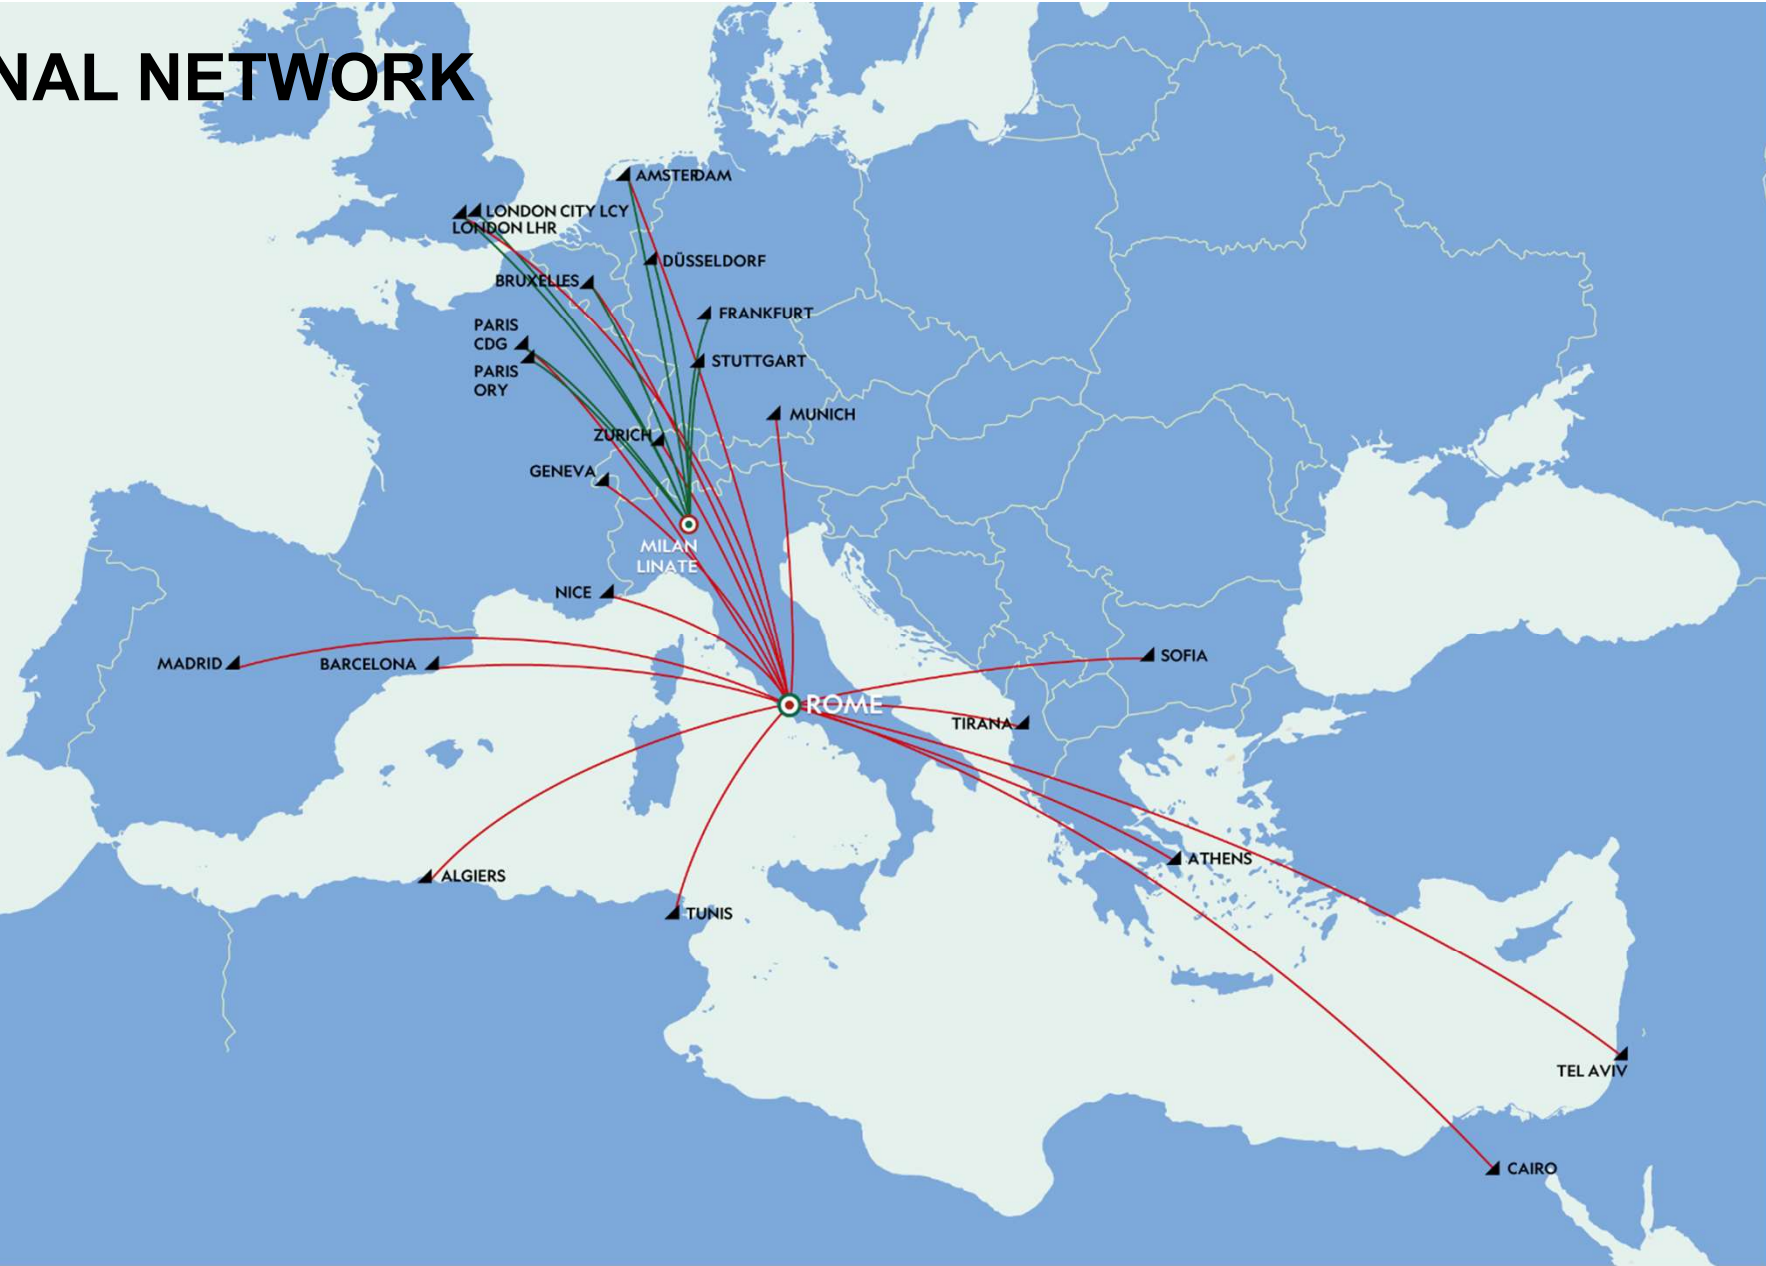 NAL NETWORK
AMSTERDAM
LONDON CITY LCY
LONDON LHR
DÜSSELDORF
BRUXELLES
FRANKFURT
PARIS
CDG
STUTTGART
PARIS
ORY
MUNICH
ZURICH
GENEVA
MILAN
LINATE
NICE
MADRID
BARCELONA
SOFIA
ROME
TIRANA
ATHENS
ALGIERS
TUNIS
TEL AVIV
CAIRO